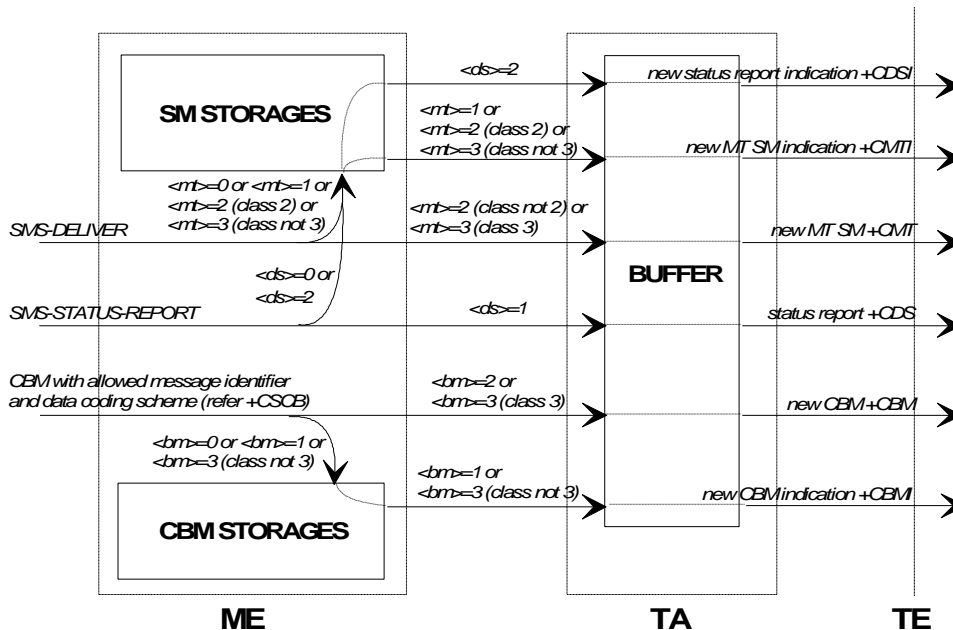 <ds>=2
new status report indication +CDSI
SM STORAGES
<mt>=1 or
<mt>=2 (class 2) or
<mt>=3 (class not 3)
new MT SM indication +CMTI
<mt>=0 or <mt>=1 or
<mt>=2 (class 2) or
<mt>=3 (class not 3)
<mt>=2 (class not 2) or
<mt>=3 (class 3)
SMS-DELIVER
new MT SM +CMT
BUFFER
<ds>=0 or
<ds>=2
SMS-STATUS-REPORT
<ds>=1
status report +CDS
CBM with allowed message identifier
and data coding scheme (refer +CSCB)
<bm>=2 or
<bm>=3 (class 3)
new CBM +CBM
<bm>=0 or <bm>=1 or
<bm>=3 (class not 3)
<bm>=1 or
<bm>=3 (class not 3)
new CBM indication +CBMI
CBM STORAGES
ME
TA
TE